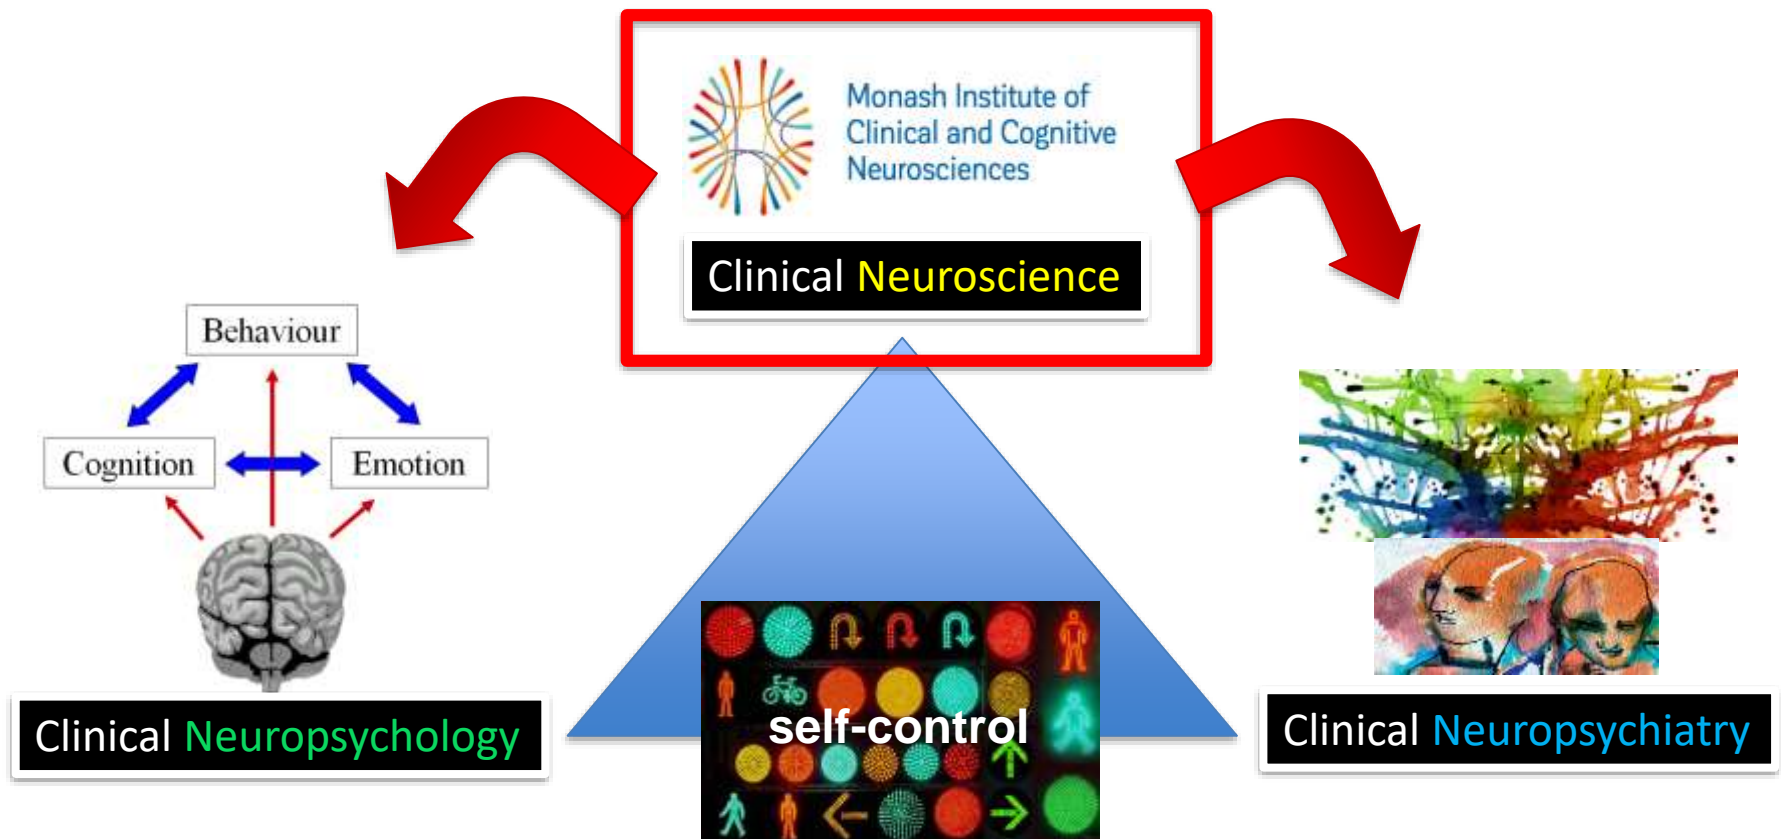 Monash Institute of
Clinical and Cognitive
Neurosciences
Clinical Neuroscience
Behaviour
Cognition
Emotion
Clinical Neuropsychology
self-control
Clinical Neuropsychiatry